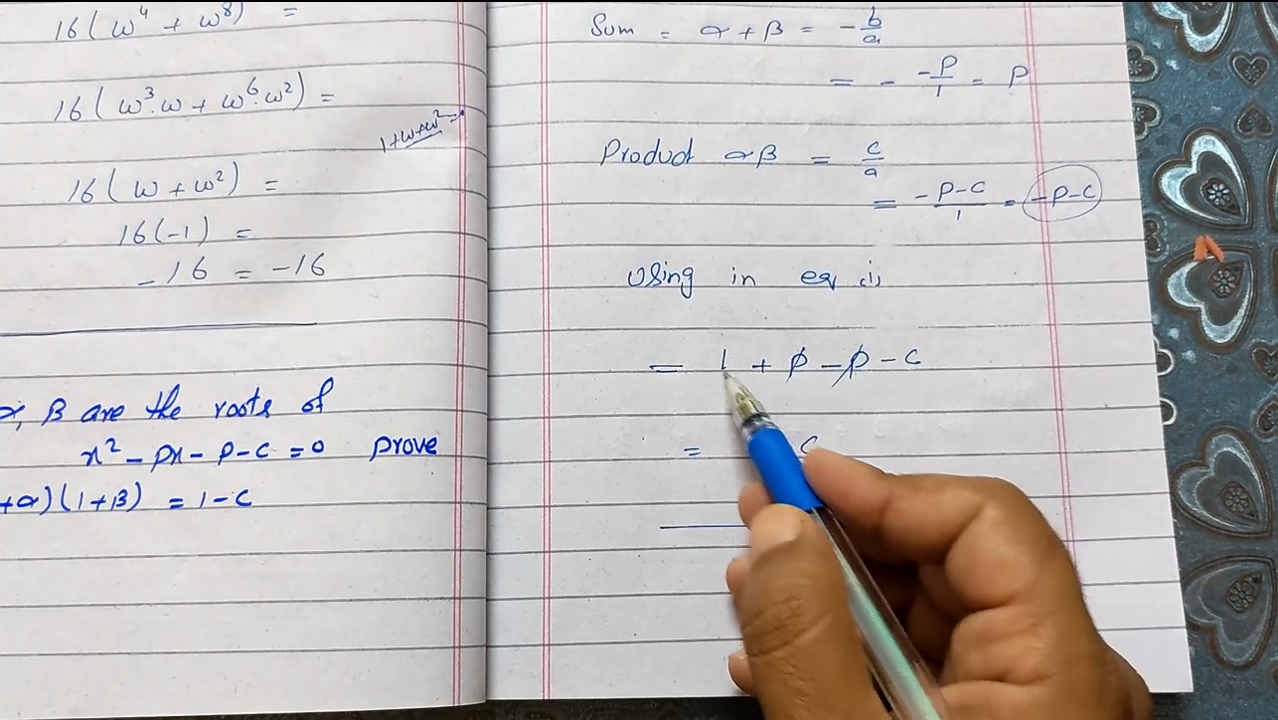 16(ω⁴ + ω⁸) =
16(ω³.ω + ω⁶.ω²) =
1+ω+ω²=
16(ω + ω²) =
16(-1) =
-16 = -16
α, β are the roots of
x² - px - p - c = 0 prove
+α)(1+β) = 1-c
Sum = α + β = -b/a
= - -p/1 = p
Product αβ = c/a
= -p-c/1 = -p-c
Using in eq (i)
= 1 + p - p - c
= c